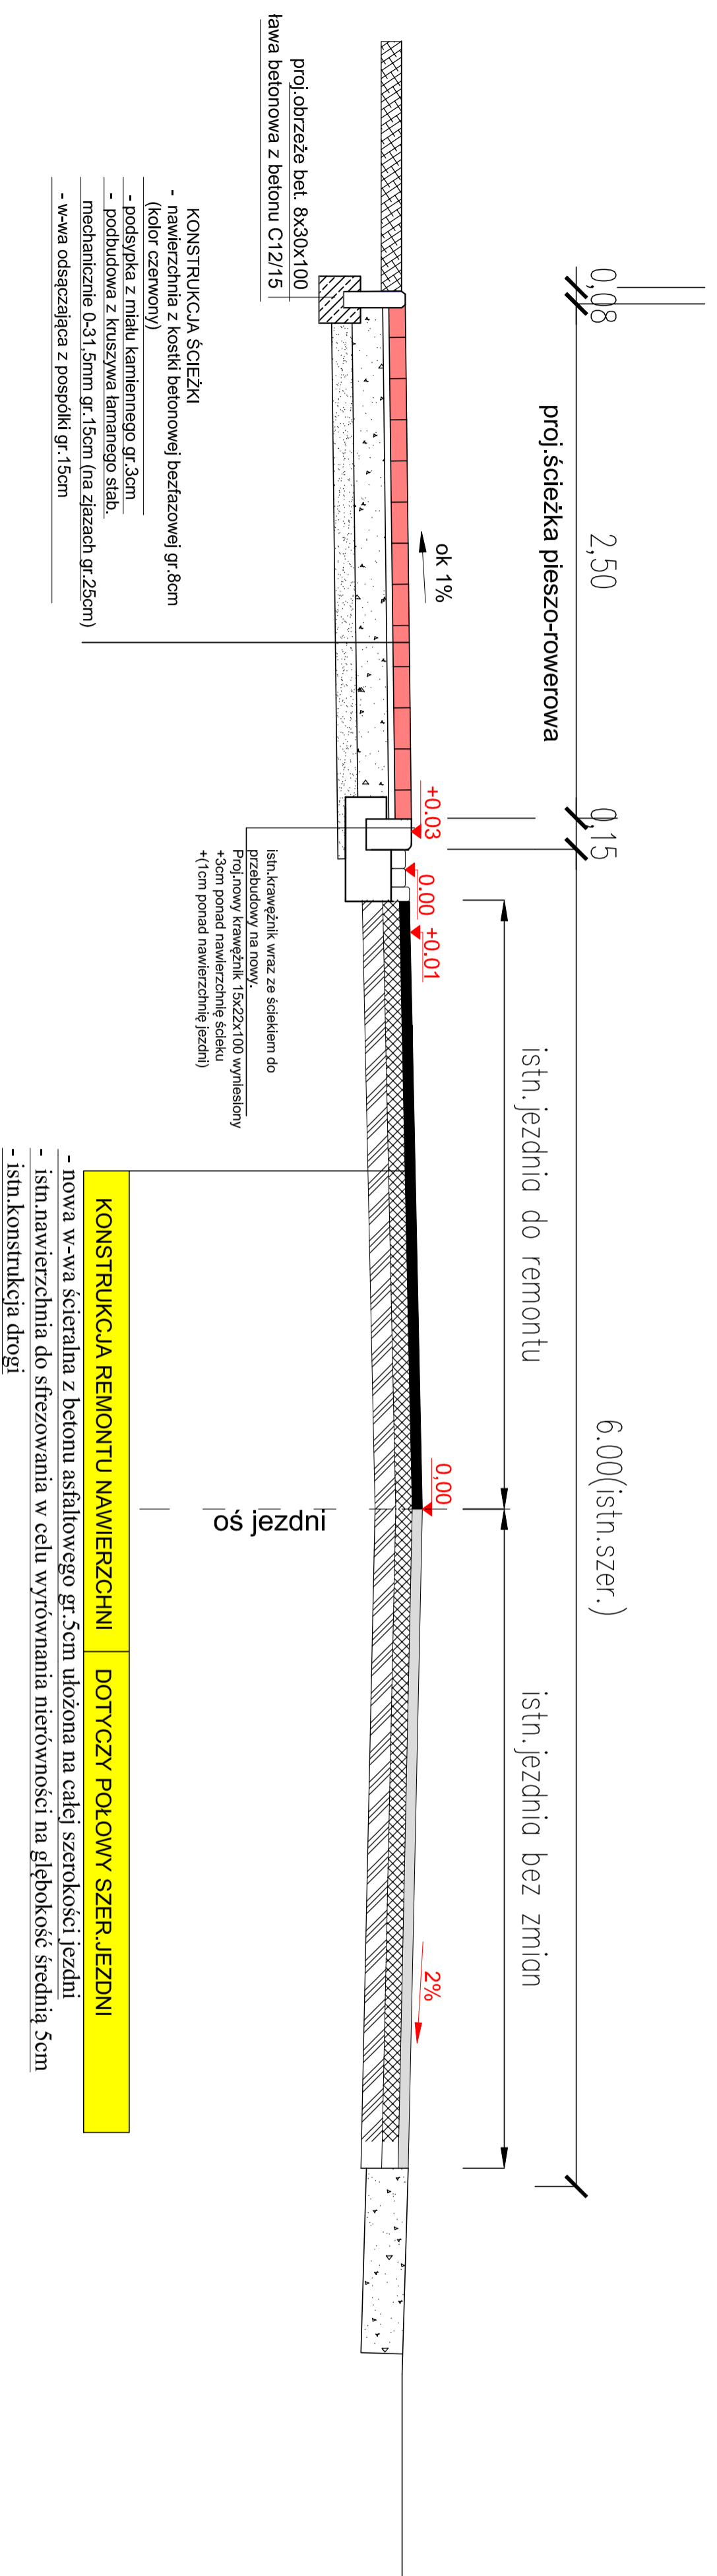 0,08
2,50
0,15
6.00(istn.szer.)
proj.ścieżka pieszo-rowerowa
istn.jezdnia do remontu
istn.jezdnia bez zmian
ok 1%
+0.03
0.00
+0.01
0,00
2%
oś jezdni
proj.obrzeże bet. 8x30x100
ława betonowa z betonu C12/15
istn.krawężnik wraz ze ściekiem do
przebudowy na nowy.
Proj.nowy krawężnik 15x22x100 wyniesiony
+3cm ponad nawierzchnię ścieku
+(1cm ponad nawierzchnię jezdni)
KONSTRUKCJA ŚCIEŻKI
- nawierzchnia z kostki betonowej bezfazowej gr.8cm
(kolor czerwony)
- podsypka z miału kamiennego gr.3cm
- podbudowa z kruszywa łamanego stab.
mechanicznie 0-31,5mm gr.15cm (na zjazach gr.25cm)
- w-wa odsączająca z pospólki gr.15cm
KONSTRUKCJA REMONTU NAWIERZCHNI DOTYCZY POŁOWY SZER.JEZDNI
- nowa w-wa ścieralna z betonu asfaltowego gr.5cm ułożona na całej szerokości jezdni
- istn.nawierzchnia do sfrezowania w celu wyrównania nierówności na głębokość średnią 5cm
- istn.konstrukcja drogi